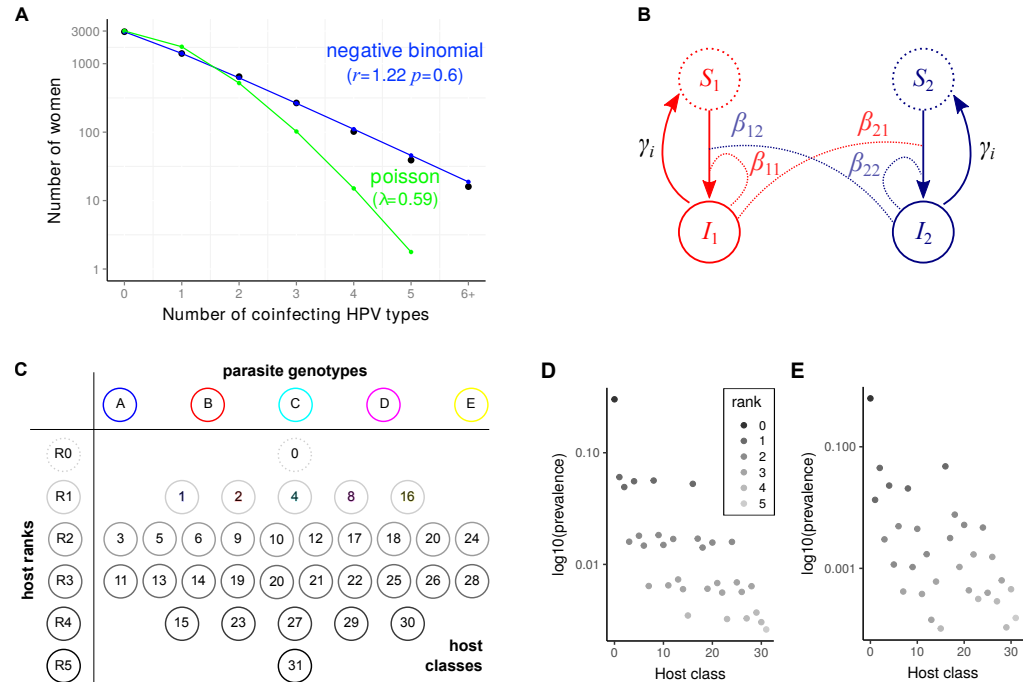 A
3000
1000
100
10
1
Number of women
negative binomial
(r=1.22 p=0.6)
poisson
(λ=0.59)
0 1 2 3 4 5 6+
Number of coinfecting HPV types
B
S1 S2
β12 β21
γi β11 β22 γi
I1 I2
C
parasite genotypes
A B C D E
host ranks
R0 0
R1 1 2 4 8 16
R2 3 5 6 9 10 12 17 18 20 24
R3 11 13 14 19 20 21 22 25 26 28
R4 15 23 27 29 30
R5 31
host
classes
D
log10(prevalence)
0.10
0.01
rank
0
1
2
3
4
5
0 10 20 30
Host class
E
log10(prevalence)
0.100
0.001
0 10 20 30
Host class